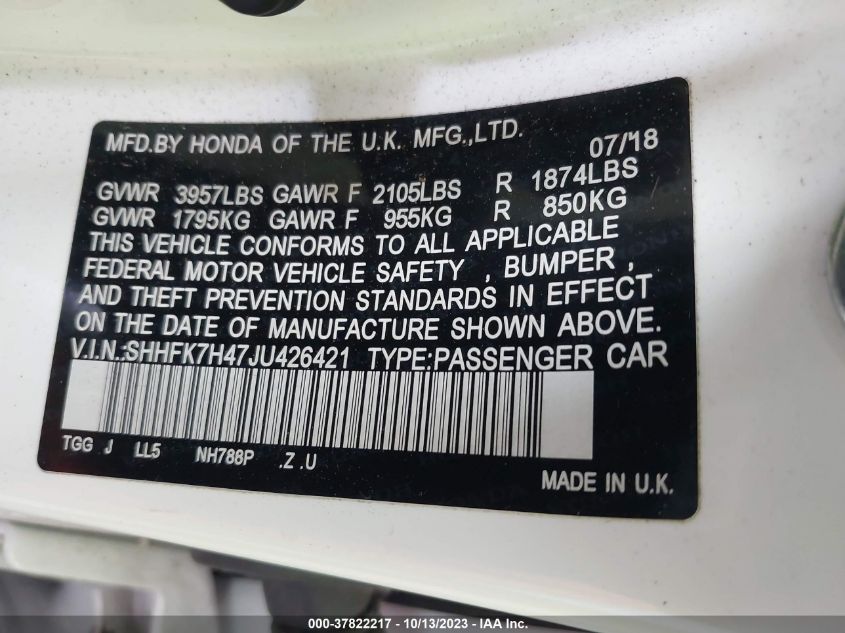 MFD.BY HONDA OF THE U.K. MFG.,LTD. 07/18
GVWR 3957LBS GAWR F 2105LBS R 1874LBS
GVWR 1795KG GAWR F 955KG R 850KG
THIS VEHICLE CONFORMS TO ALL APPLICABLE
FEDERAL MOTOR VEHICLE SAFETY , BUMPER ,
AND THEFT PREVENTION STANDARDS IN EFFECT
ON THE DATE OF MANUFACTURE SHOWN ABOVE.
V.I.N.:SHHFK7H47JU426421 TYPE:PASSENGER CAR
TGG J LL5 NH786P .Z .U
MADE IN U.K.
000-37822217 - 10/13/2023 - IAA Inc.